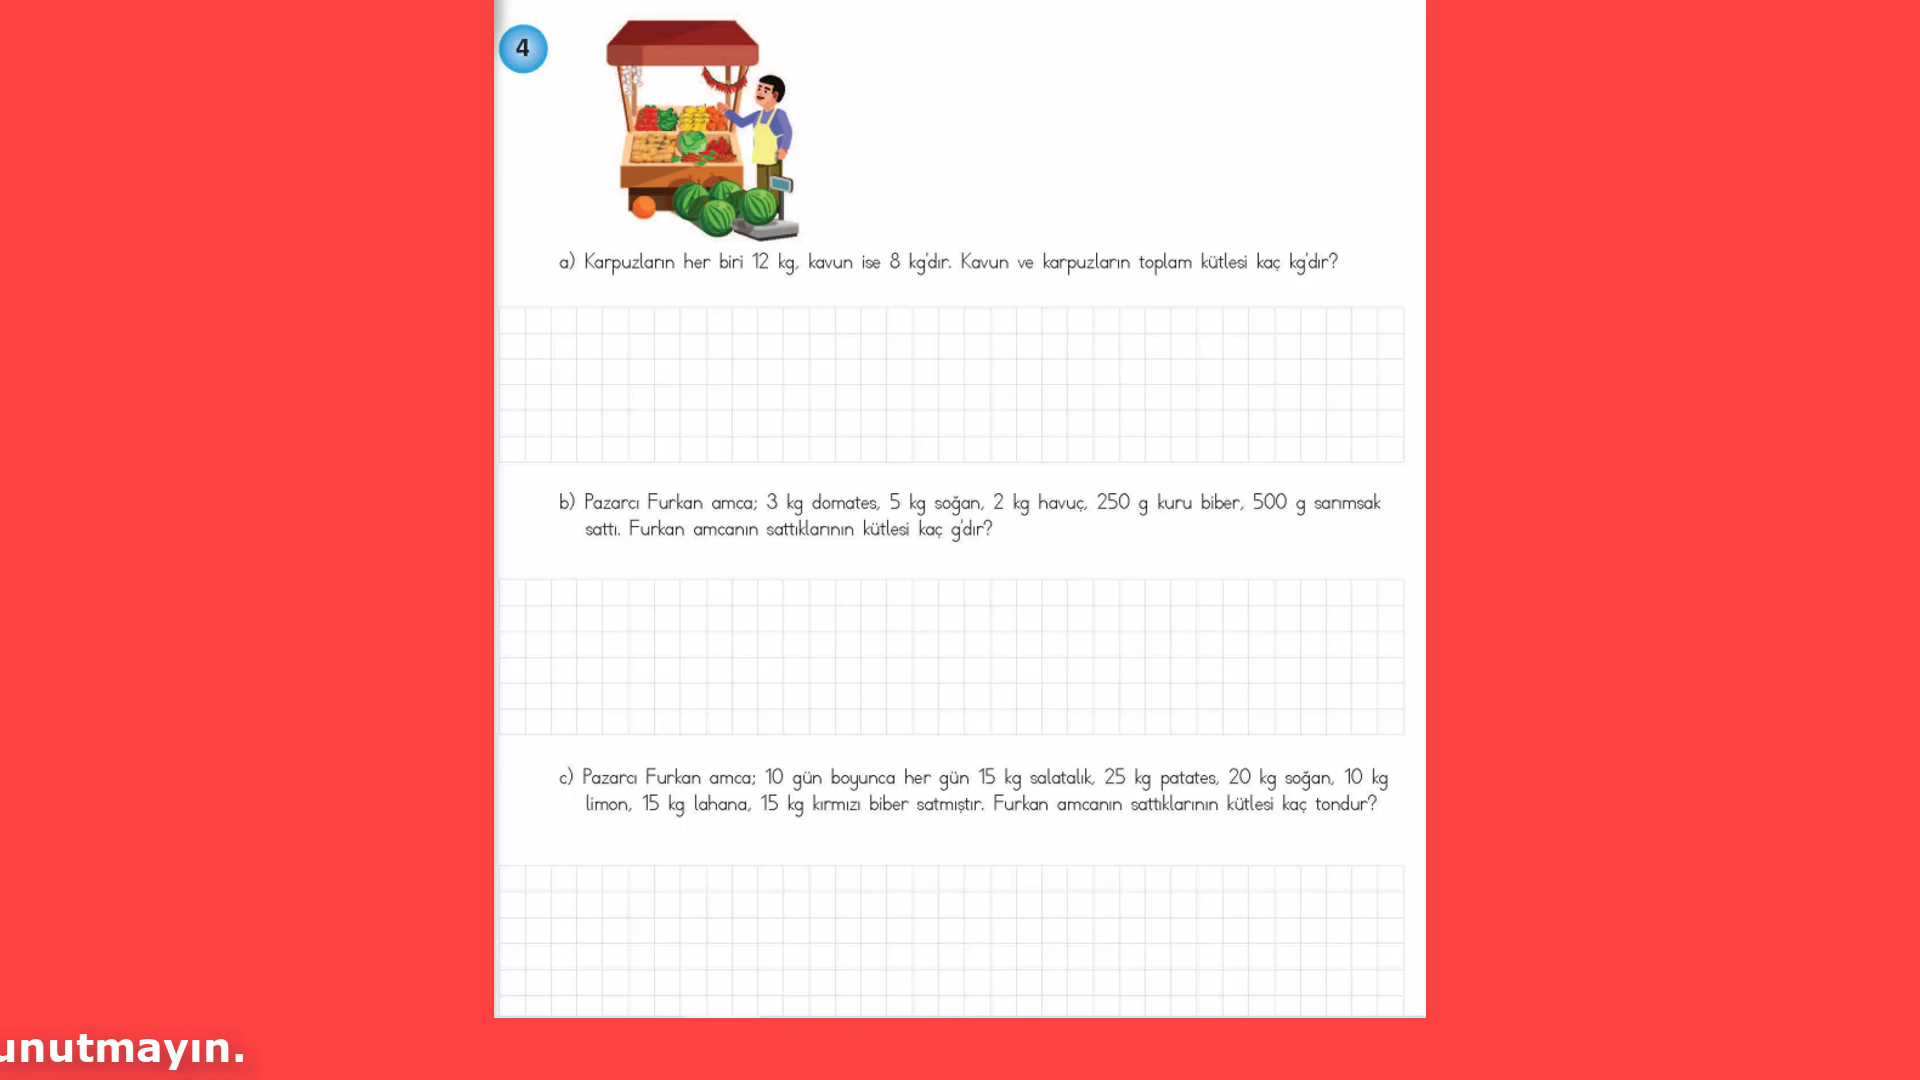 4
a) Karpuzların her biri 12 kg, kavun ise 8 kg'dır. Kavun ve karpuzların toplam kütlesi kaç kg'dır?
b) Pazarcı Furkan amca; 3 kg domates, 5 kg soğan, 2 kg havuç, 250 g kuru biber, 500 g sarımsak
sattı. Furkan amcanın sattıklarının kütlesi kaç g'dır?
c) Pazarcı Furkan amca; 10 gün boyunca her gün 15 kg salatalık, 25 kg patates, 20 kg soğan, 10 kg
limon, 15 kg lahana, 15 kg kırmızı biber satmıştır. Furkan amcanın sattıklarının kütlesi kaç tondur?
unutmayın.